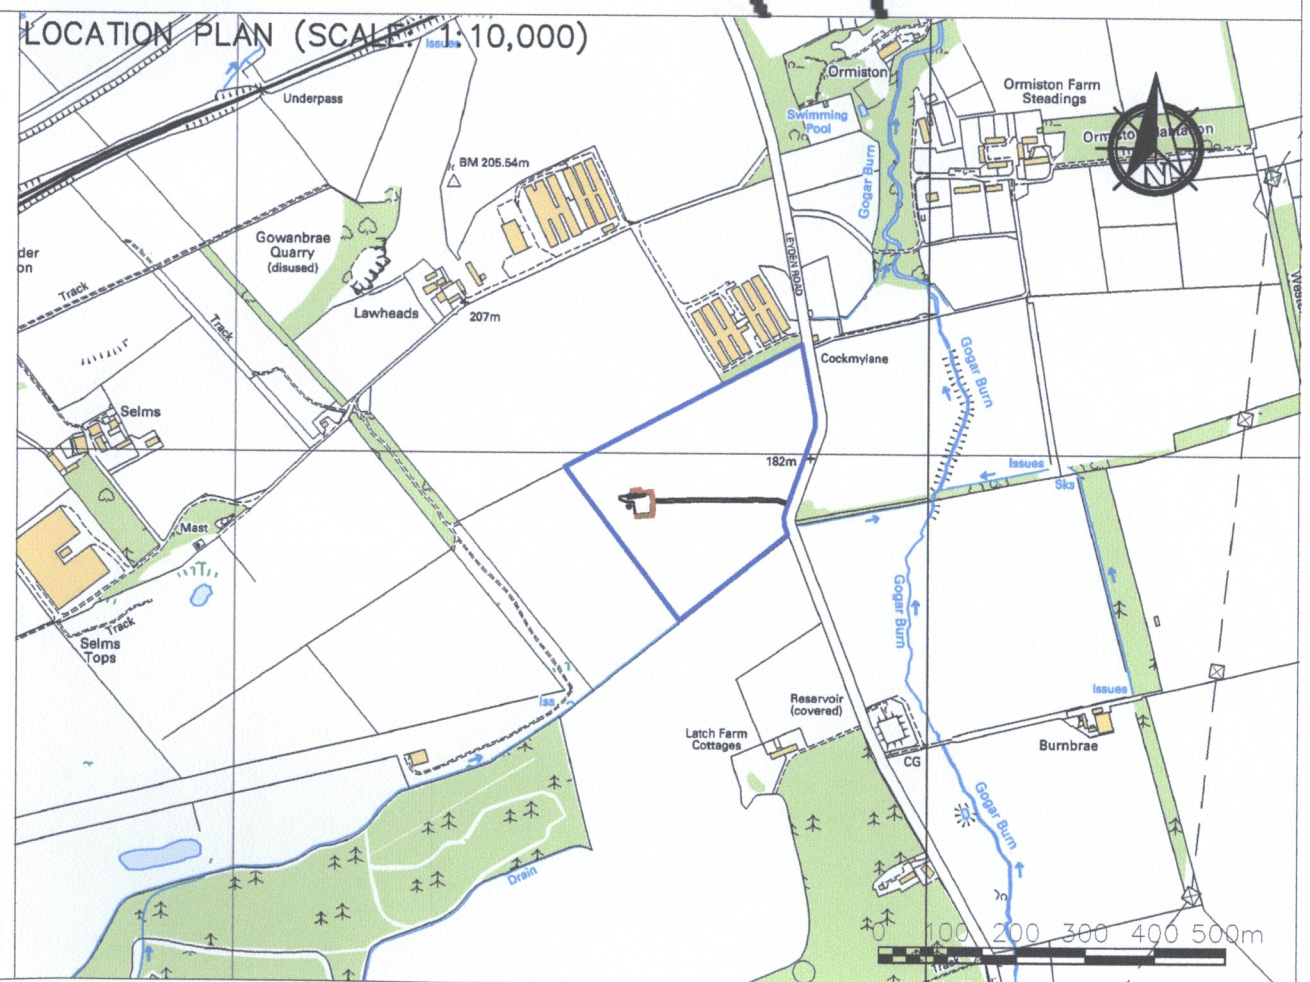 LOCATION PLAN (SCALE: 1:10,000)
Issues
Underpass
BM 205.54m
Ormiston
Swimming
Pool
Ormiston Farm
Steadings
N
Gogar Burn
Gowanbrae
Quarry
(disused)
Track
Track
Lawheads
207m
LEYDEN ROAD
Cockmylane
Gogar Burn
Selms
182m
Issues
Sks
Mast
Track
Selms
Tops
Gogar Burn
Iss
Reservoir
(covered)
Issues
Latch Farm
Cottages
CG
Burnbrae
Gogar Burn
Drain
0 100 200 300 400 500m
Track